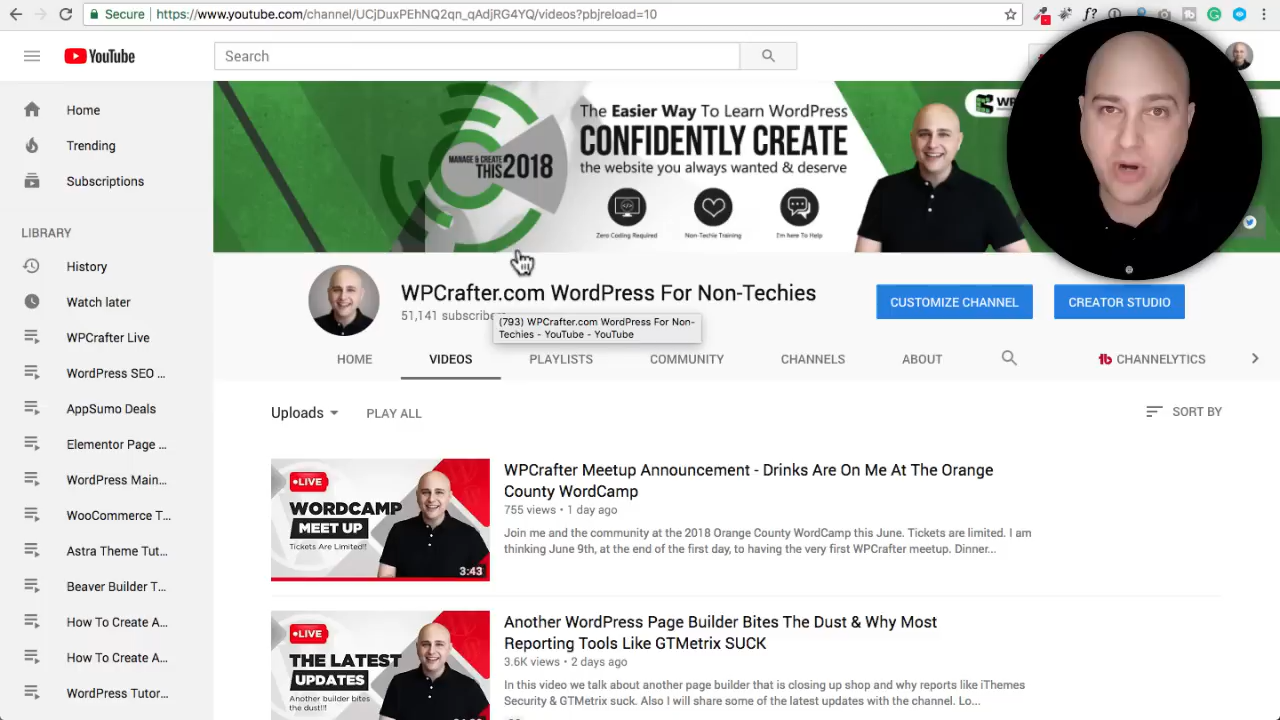 Secure
https://www.youtube.com/channel/UCjDuxPEhNQ2qn_qAdjRG4YQ/videos?pbjreload=10
YouTube
Search
Home
Trending
Subscriptions
LIBRARY
History
Watch later
WPCrafter Live
WordPress SEO ...
AppSumo Deals
Elementor Page ...
WordPress Main...
WooCommerce T...
Astra Theme Tut...
Beaver Builder T...
How To Create A...
How To Create A...
WordPress Tutor...
MANAGE & CREATE
THIS 2018
The Easier Way To Learn WordPress
CONFIDENTLY CREATE
the website you always wanted & deserve
Zero Coding Required
Non-Techie Training
I'm here To Help
WPCrafter.com WordPress For Non-Techies
51,141 subscribe
(793) WPCrafter.com WordPress For Non-
Techies - YouTube - YouTube
CUSTOMIZE CHANNEL
CREATOR STUDIO
HOME
VIDEOS
PLAYLISTS
COMMUNITY
CHANNELS
ABOUT
CHANNELYTICS
Uploads
PLAY ALL
SORT BY
LIVE
WORDCAMP
MEET UP
Tickets Are Limited!!
3:43
WPCrafter Meetup Announcement - Drinks Are On Me At The Orange
County WordCamp
755 views • 1 day ago
Join me and the community at the 2018 Orange County WordCamp this June. Tickets are limited. I am
thinking June 9th, at the end of the first day, to having the very first WPCrafter meetup. Dinner...
LIVE
THE LATEST
UPDATES
Another builder bites
the dust!!!
Another WordPress Page Builder Bites The Dust & Why Most
Reporting Tools Like GTMetrix SUCK
3.6K views • 2 days ago
In this video we talk about another page builder that is closing up shop and why reports like iThemes
Security & GTMetrix suck. Also I will share some of the latest updates with the channel. Lo...